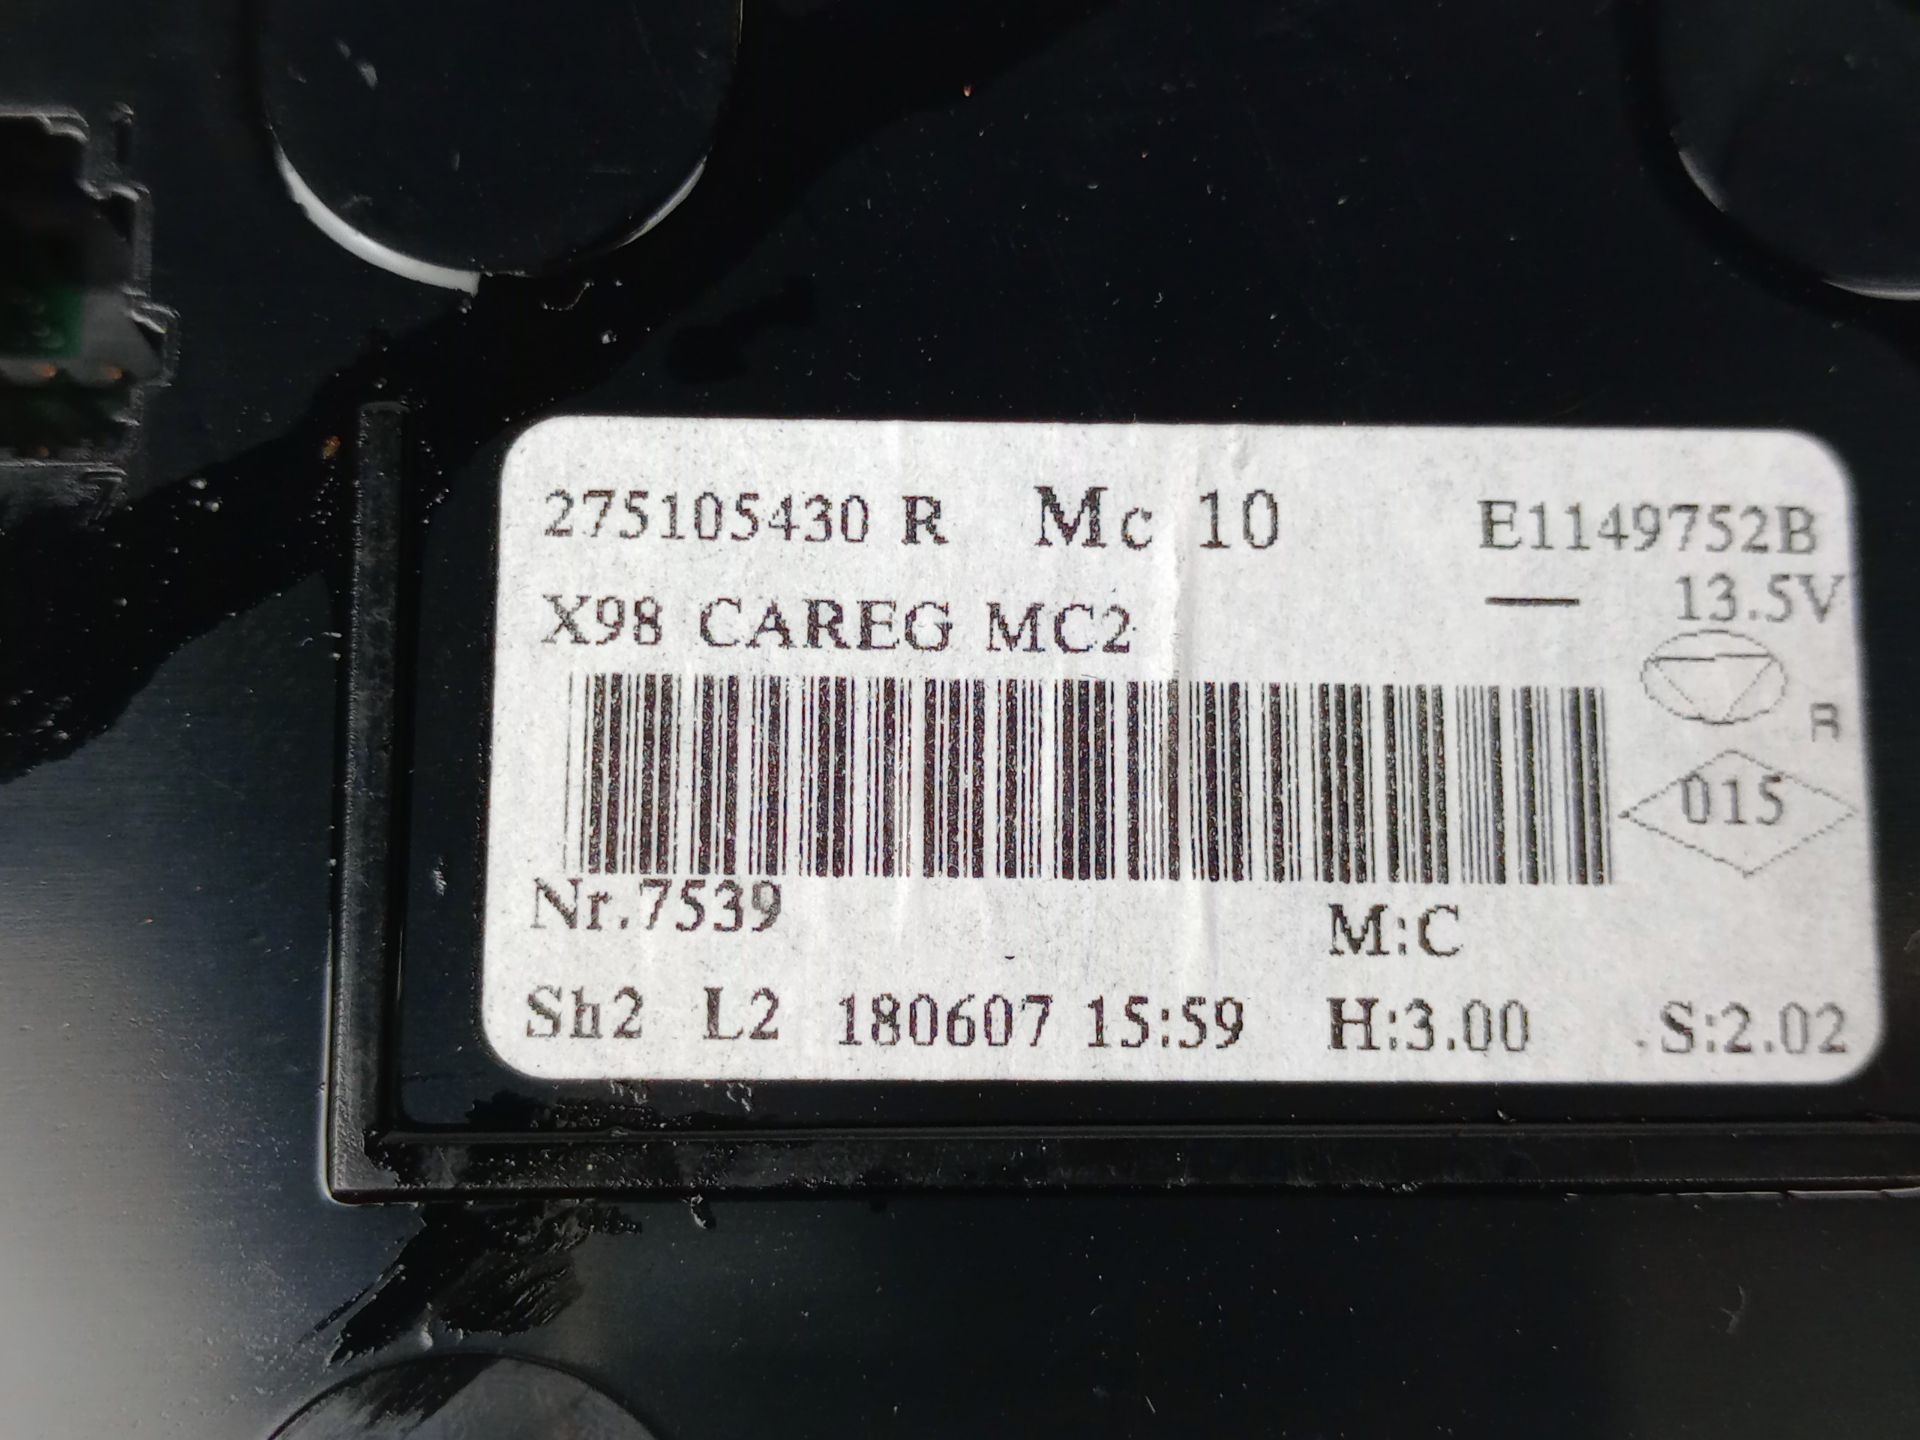 275105430 R Mc 10 E1149752B
X98 CAREG MC2 13.5V
R
015
Nr.7539 M:C
Sh2 L2 180607 15:59 H:3.00 .S:2.02